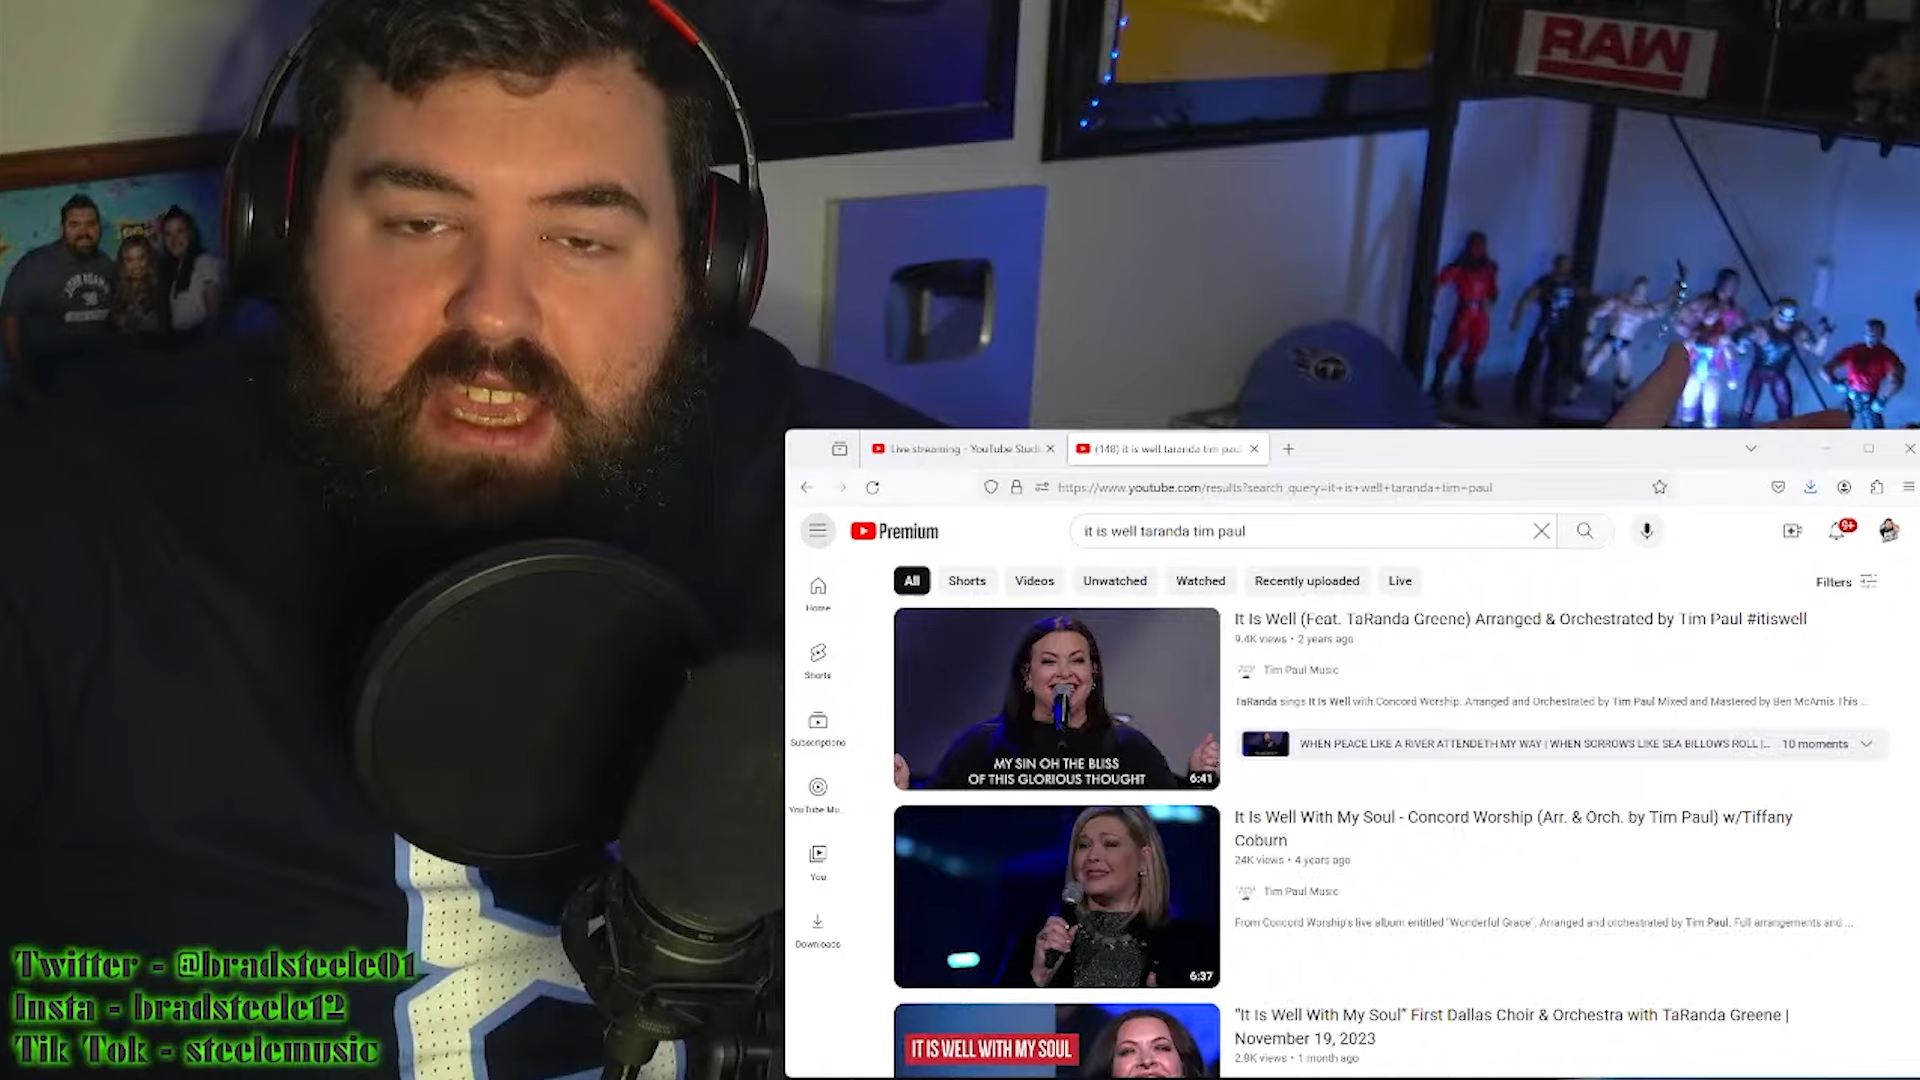 RAW
Live streaming - YouTube Studi
(148) it is well taranda tim pau
https://www.youtube.com/results?search_query=it+is+well+taranda+tim+paul
Premium
it is well taranda tim paul
9+
All
Shorts
Videos
Unwatched
Watched
Recently uploaded
Live
Filters
Home
Shorts
Subscriptions
YouTube Mu...
You
Downloads
MY SIN OH THE BLISS
OF THIS GLORIOUS THOUGHT
6:41
It Is Well (Feat. TaRanda Greene) Arranged & Orchestrated by Tim Paul #itiswell
9.4K views • 2 years ago
Tim Paul Music
TaRanda sings It Is Well with Concord Worship. Arranged and Orchestrated by Tim Paul Mixed and Mastered by Ben McAmis This ...
WHEN PEACE LIKE A RIVER ATTENDETH MY WAY | WHEN SORROWS LIKE SEA BILLOWS ROLL |...
10 moments
6:37
It Is Well With My Soul - Concord Worship (Arr. & Orch. by Tim Paul) w/Tiffany
Coburn
24K views • 4 years ago
Tim Paul Music
From Concord Worship's live album entitled "Wonderful Grace". Arranged and orchestrated by Tim Paul. Full arrangements and ...
IT IS WELL WITH MY SOUL
"It Is Well With My Soul" First Dallas Choir & Orchestra with TaRanda Greene |
November 19, 2023
2.9K views • 1 month ago
Twitter - @bradsteele01
Insta - bradsteele12
Tik Tok - steelemusic